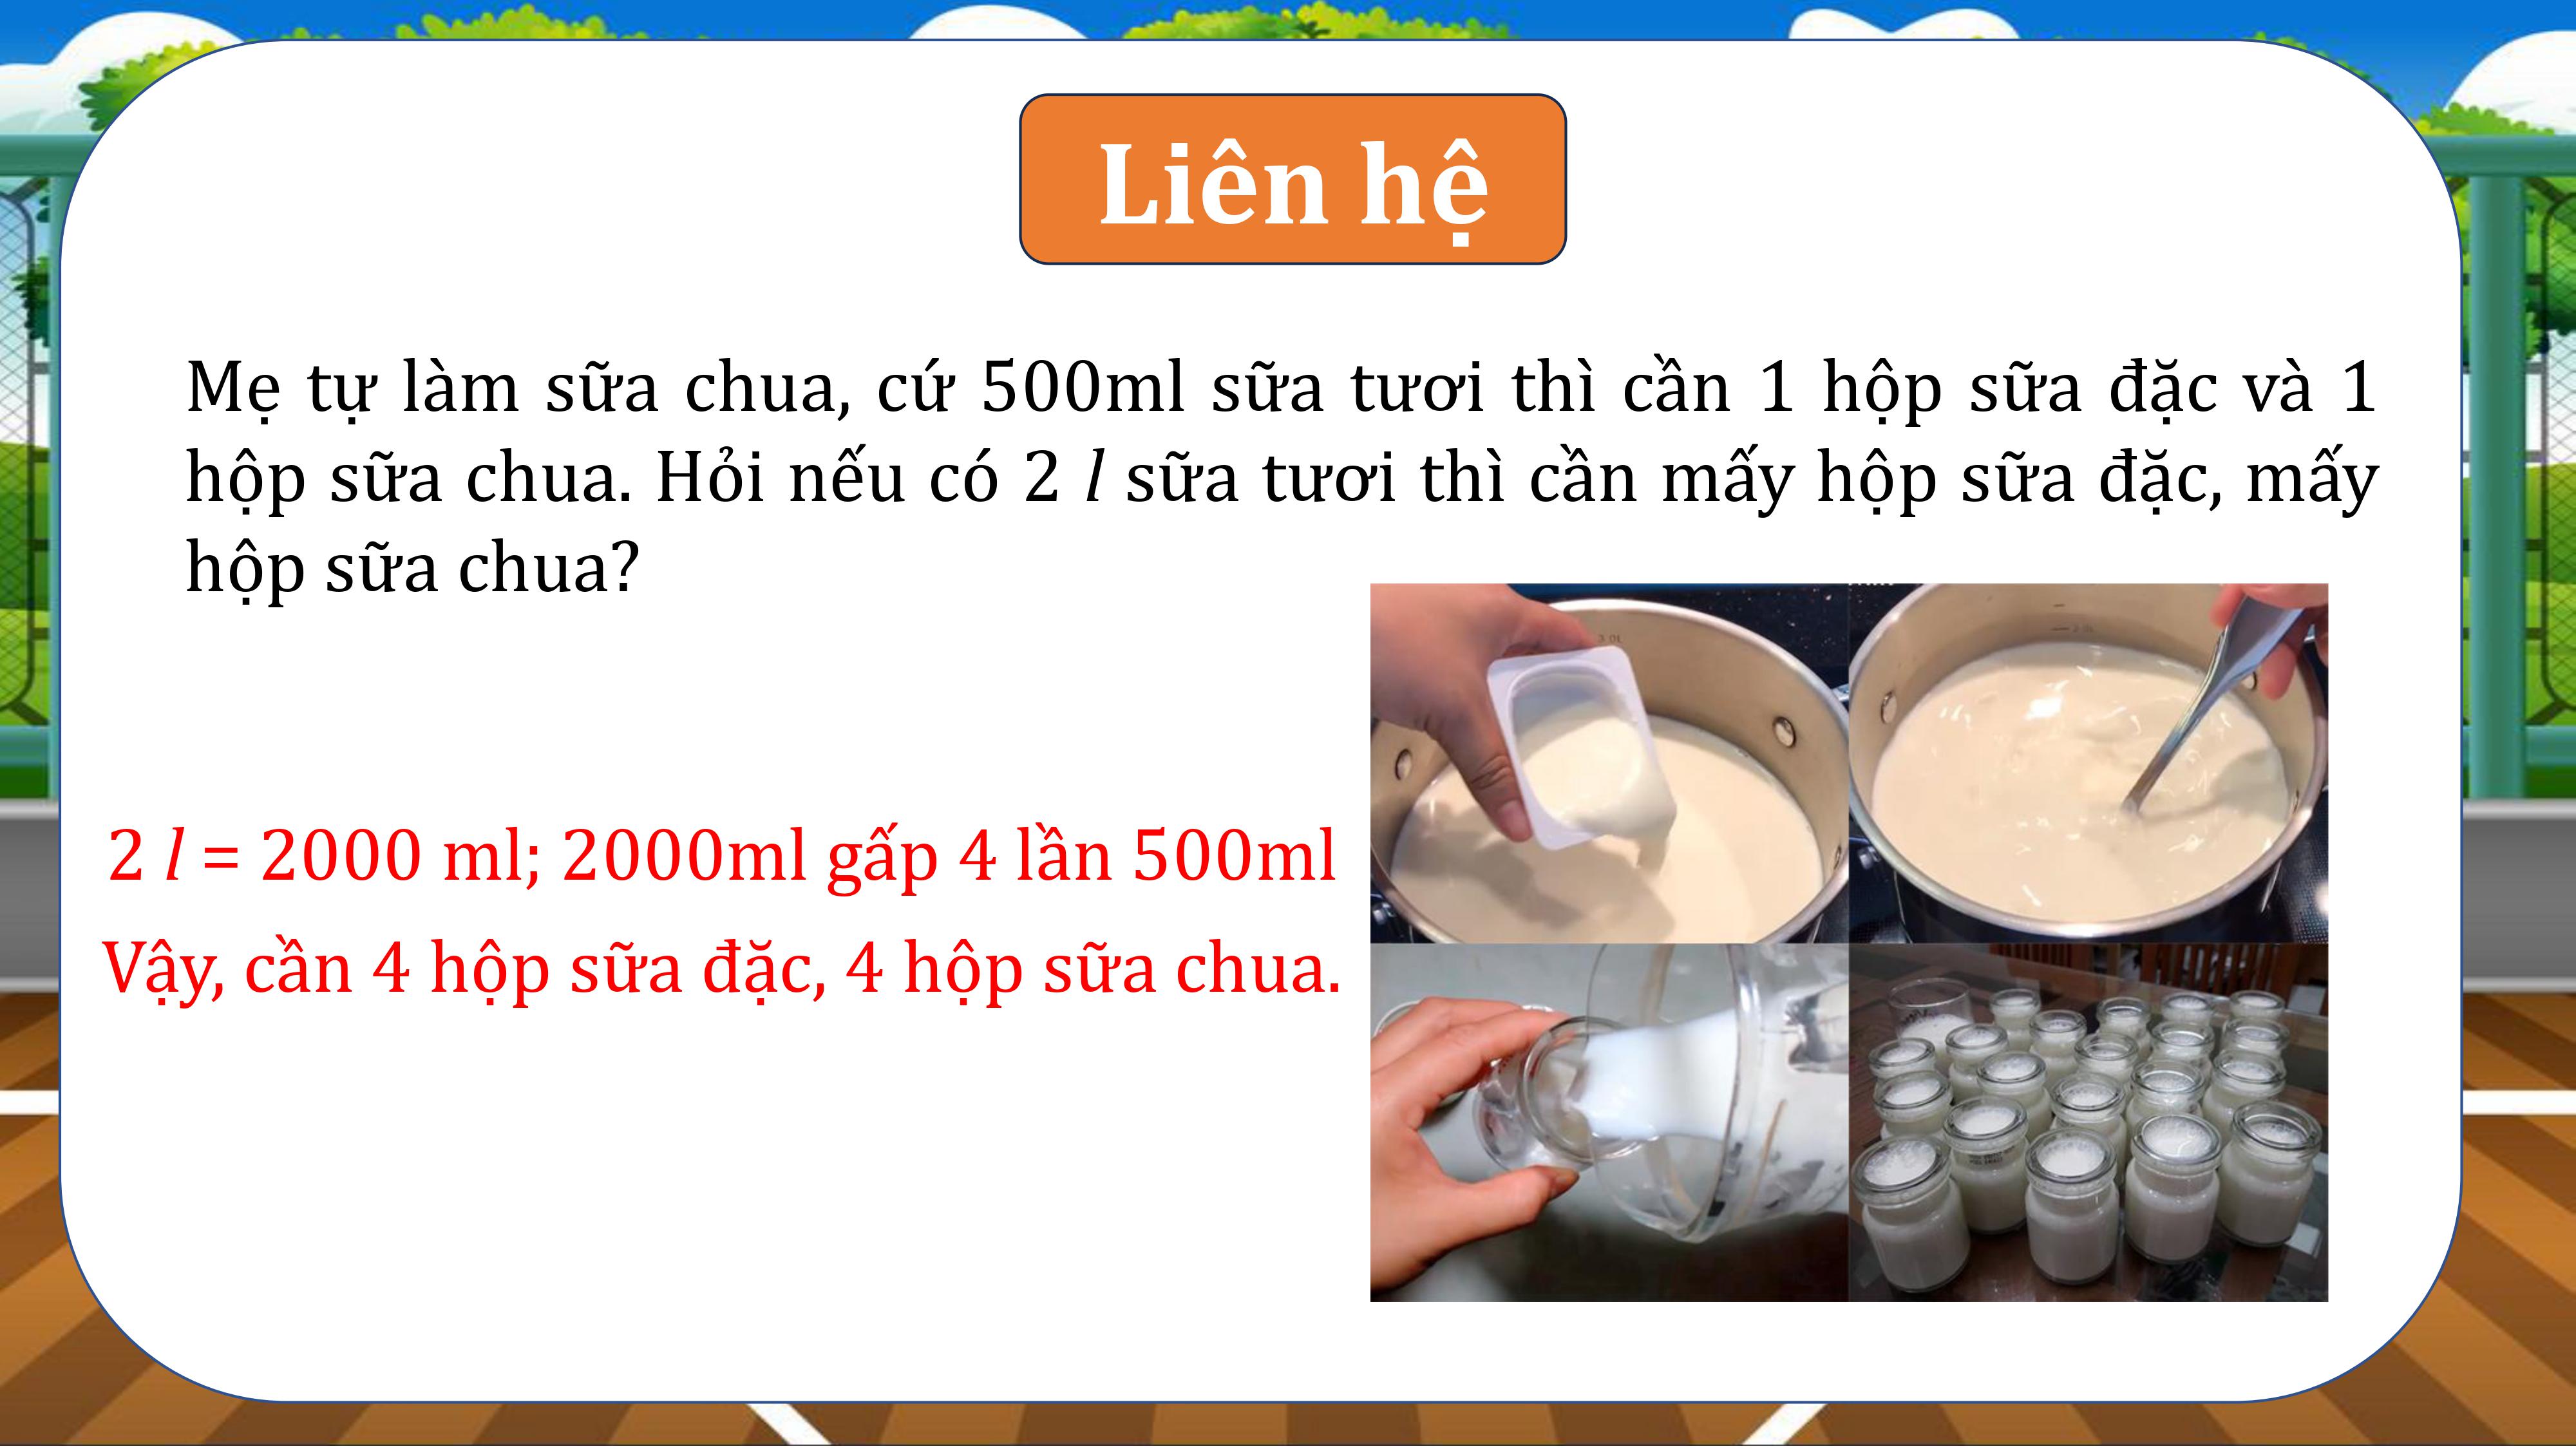 Liên hệ
Mẹ tự làm sữa chua, cứ 500ml sữa tươi thì cần 1 hộp sữa đặc và 1
hộp sữa chua. Hỏi nếu có 2 l sữa tươi thì cần mấy hộp sữa đặc, mấy
hộp sữa chua?
2 l = 2000 ml; 2000ml gấp 4 lần 500ml
Vậy, cần 4 hộp sữa đặc, 4 hộp sữa chua.
3.0L